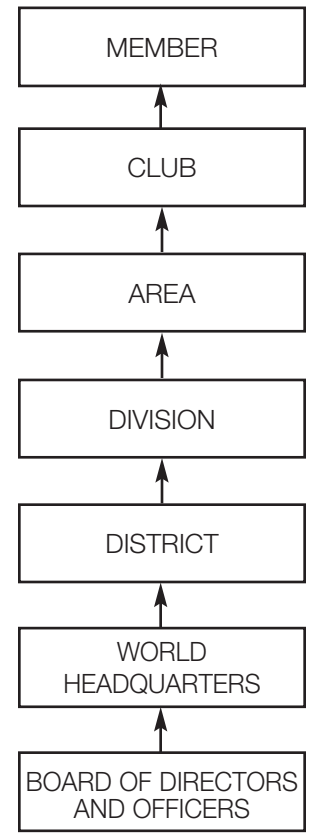 MEMBER
CLUB
AREA
DIVISION
DISTRICT
WORLD
HEADQUARTERS
BOARD OF DIRECTORS
AND OFFICERS